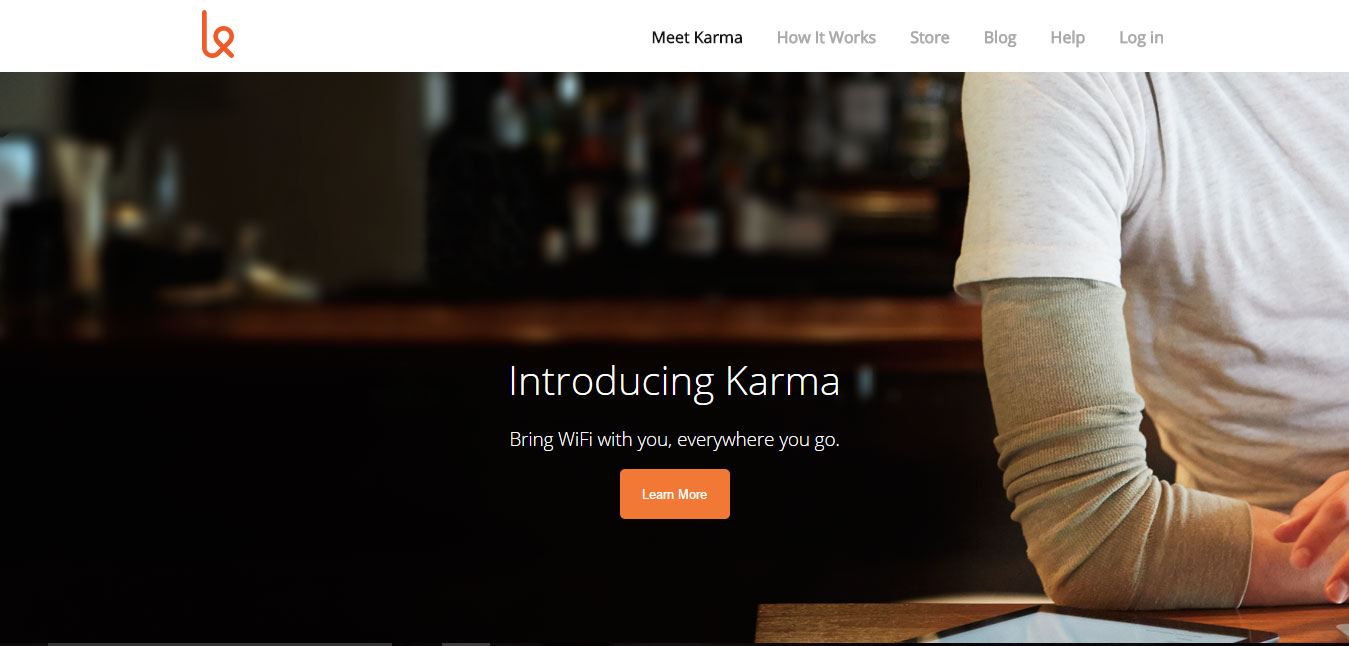 Meet Karma How It Works Store Blog Help Log in
Introducing Karma
Bring WiFi with you, everywhere you go.
Learn More